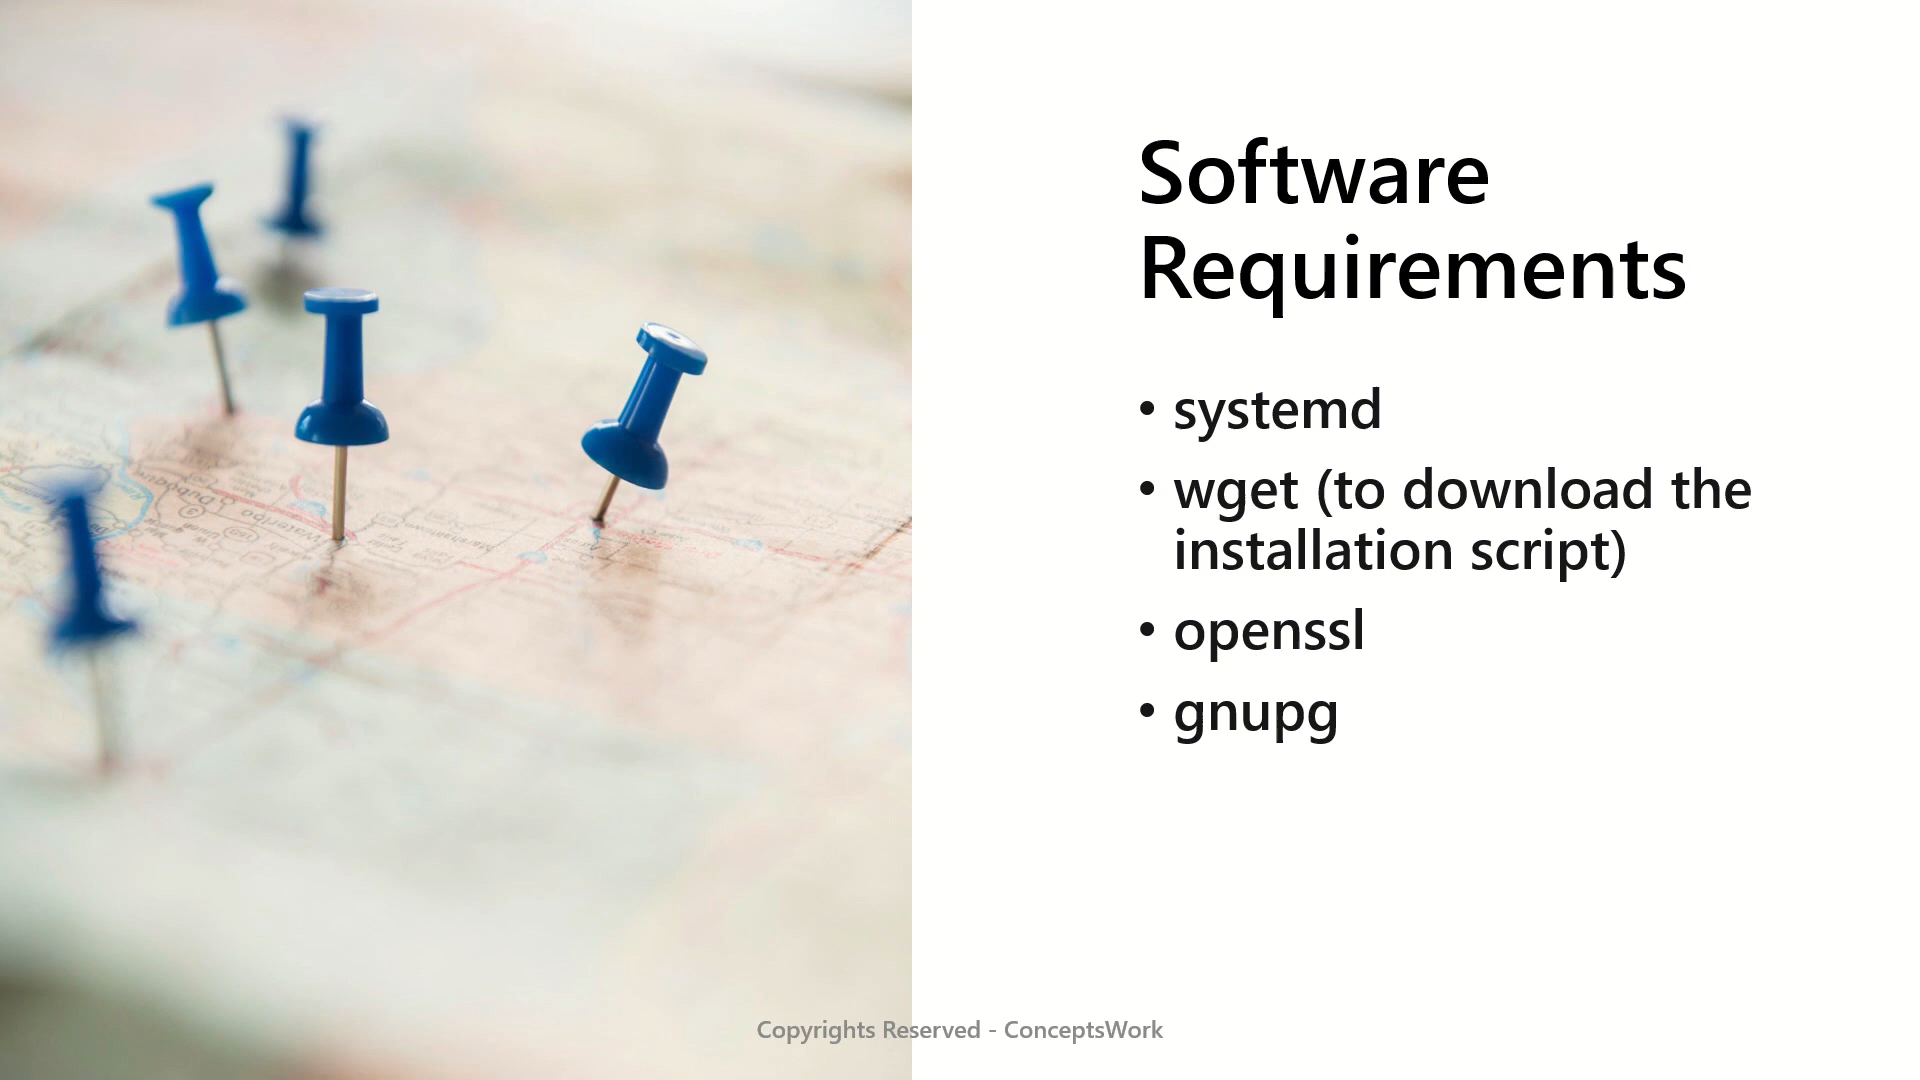 Software
Requirements
• systemd
• wget (to download the
installation script)
• openssl
• gnupg
Copyrights Reserved - ConceptsWork